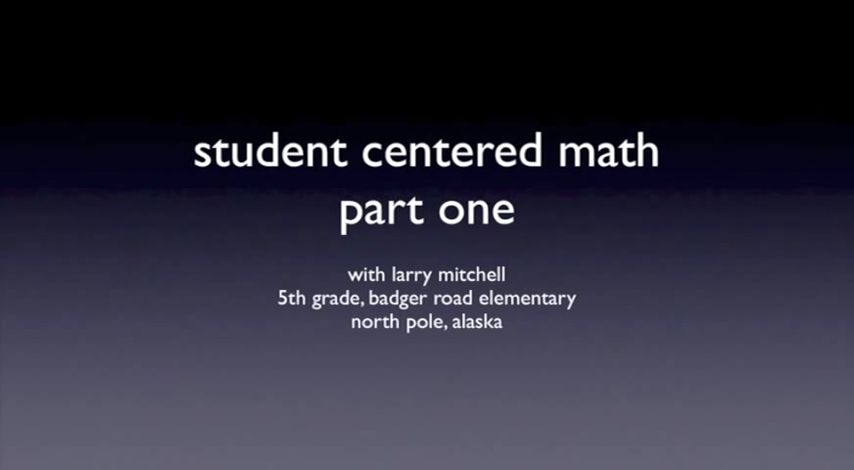 student centered math
part one
with larry mitchell
5th grade, badger road elementary
north pole, alaska